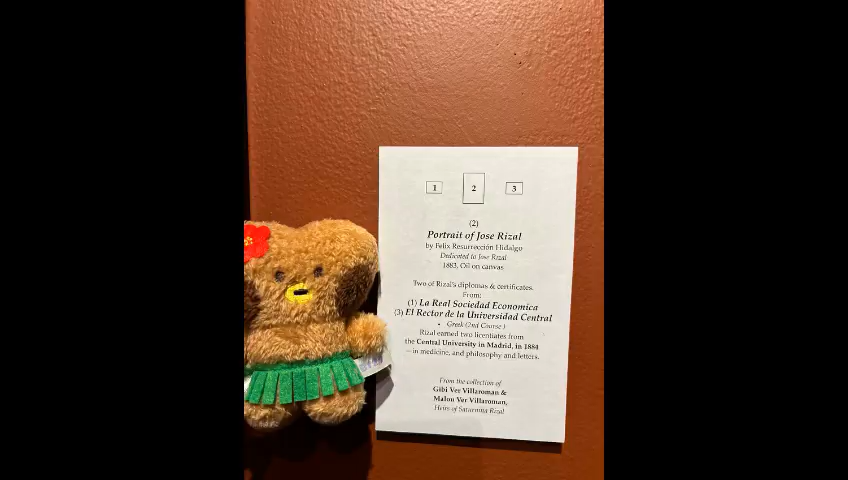 1 2 3
(2)
Portrait of Jose Rizal
by Felix Resurrección Hidalgo
Dedicated to Jose Rizal
1883, Oil on canvas
Two of Rizal's diplomas & certificates.
From:
(1) La Real Sociedad Economica
(3) El Rector de la Universidad Central
• Greek (2nd Course)
Rizal earned two licentiates from
the Central University in Madrid, in 1884
—in medicine, and philosophy and letters.
From the collection of
Gibi Ver Villaroman &
Malou Ver Villaroman,
Heirs of Saturnina Rizal